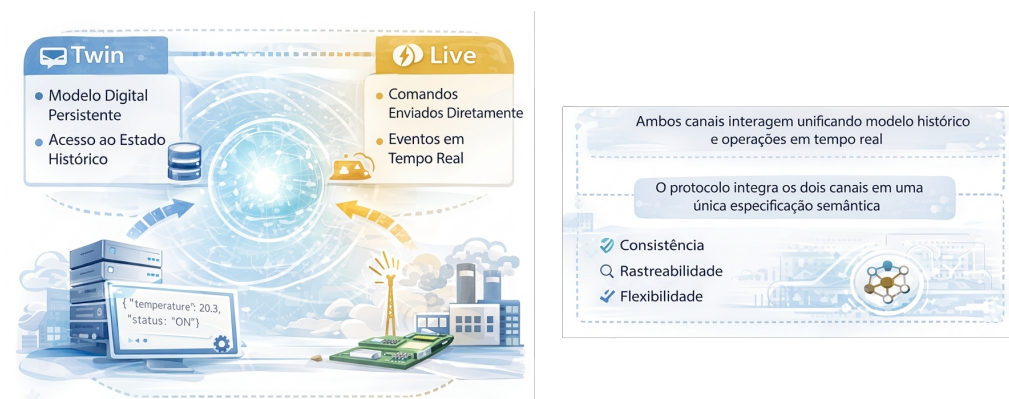 Twin
Modelo Digital
Persistente
Acesso ao Estado
Histórico
Live
Comandos
Enviados Diretamente
Eventos em
Tempo Real
{ "temperature": 20.3,
"status: "ON"}
Ambos canais interagem unificando modelo histórico
e operações em tempo real
O protocolo integra os dois canais em uma
única especificação semântica
Consistência
Rastreabilidade
Flexibilidade